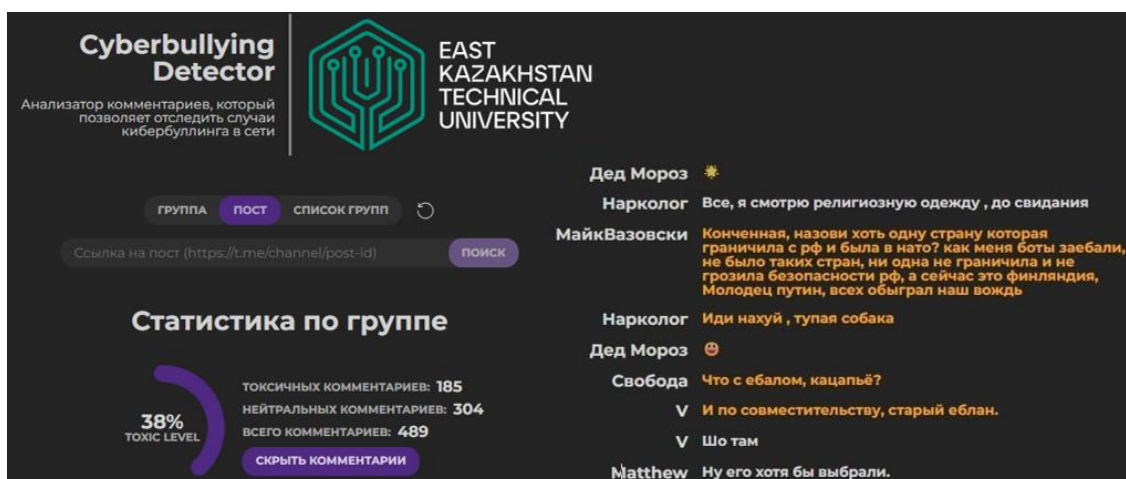 Cyberbullying
Detector
Анализатор комментариев, который
позволяет отследить случаи
кибербуллинга в сети
EAST
KAZAKHSTAN
TECHNICAL
UNIVERSITY
ГРУППА ПОСТ СПИСОК ГРУПП
Ссылка на пост (https://t.me/channel/post-id) ПОИСК
Статистика по группе
38%
TOXIC LEVEL
ТОКСИЧНЫХ КОММЕНТАРИЕВ: 185
НЕЙТРАЛЬНЫХ КОММЕНТАРИЕВ: 304
ВСЕГО КОММЕНТАРИЕВ: 489
СКРЫТЬ КОММЕНТАРИИ
Дед Мороз 🌟
Нарколог Все, я смотрю религиозную одежду , до свидания
МайкВазовски Конченная, назови хоть одну страну которая
граничила с рф и была в нато? как меня боты заебали,
не было таких стран, ни одна не граничила и не
грозила безопасности рф, а сейчас это финляндия,
Молодец путин, всех обыграл наш вождь
Нарколог Иди нахуй , тупая собака
Дед Мороз 😃
Свобода Что с ебалом, кацапьё?
V И по совместительству, старый еблан.
V Шо там
Matthew Ну его хотя бы выбрали.